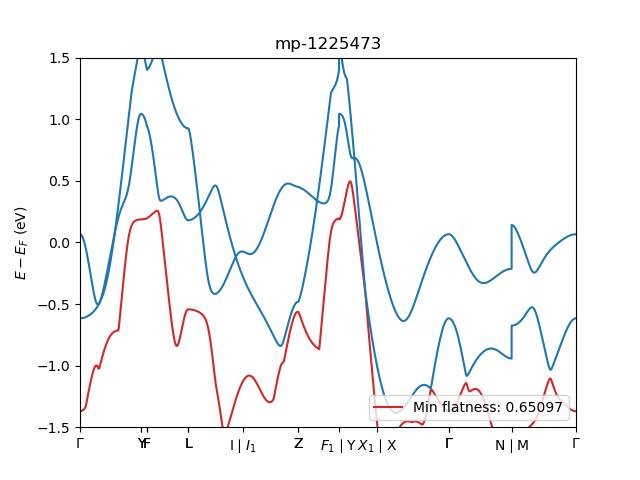 mp-1225473
E − E_F (eV)
1.5
1.0
0.5
0.0
−0.5
−1.0
−1.5
Min flatness: 0.65097
Γ Y F L I | I_1 Z F_1 | Y X_1 | X Γ N | M Γ